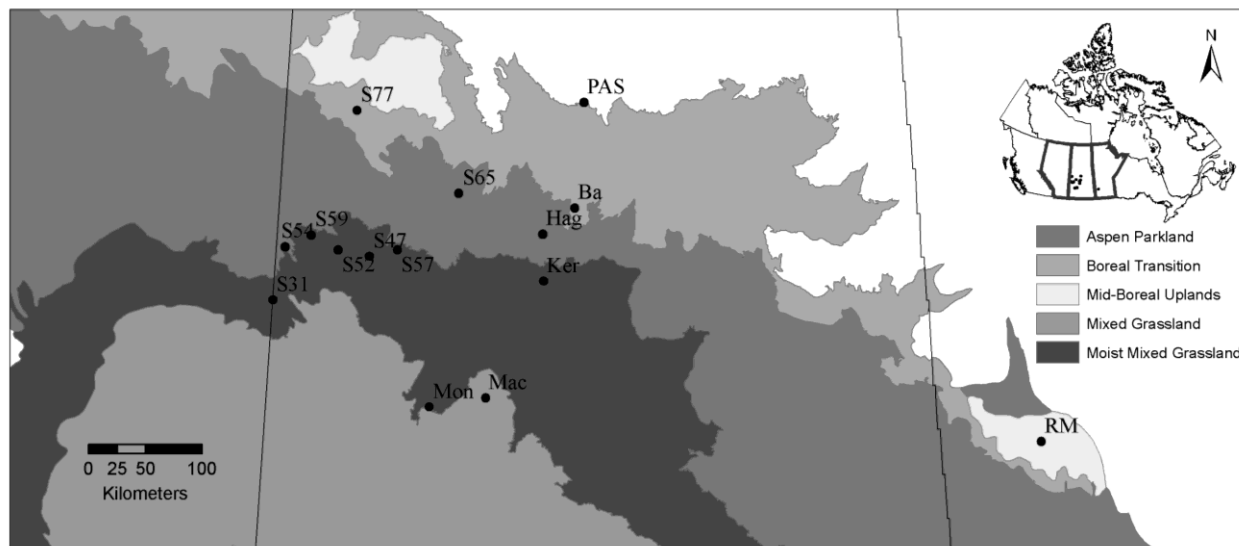 N
PAS
S77
S65
Ba
Hag
S59
S54
S47
S52
S57
Ker
S31
Mon
Mac
RM
Aspen Parkland
Boreal Transition
Mid-Boreal Uplands
Mixed Grassland
Moist Mixed Grassland
0 25 50 100
Kilometers